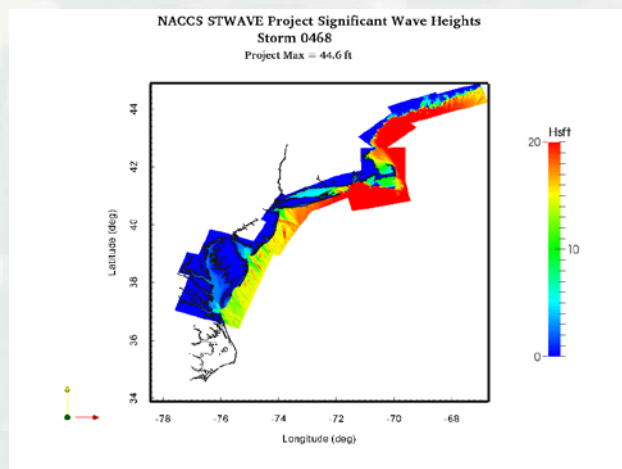 NACCS STWAVE Project Significant Wave Heights
Storm 0468
Project Max = 44.6 ft
Hsft
20
10
0
44
42
40
38
36
34
Latitude (deg)
-78 -76 -74 -72 -70 -68
Longitude (deg)